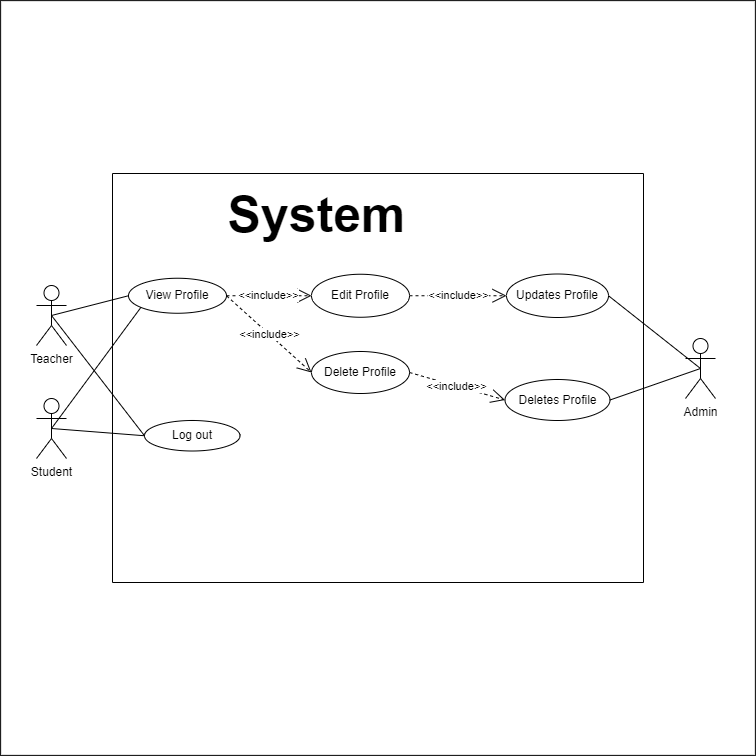 System
View Profile
<<include>>
Edit Profile
<<include>>
Updates Profile
<<include>>
Teacher
Delete Profile
<<include>>
Deletes Profile
Admin
Log out
Student